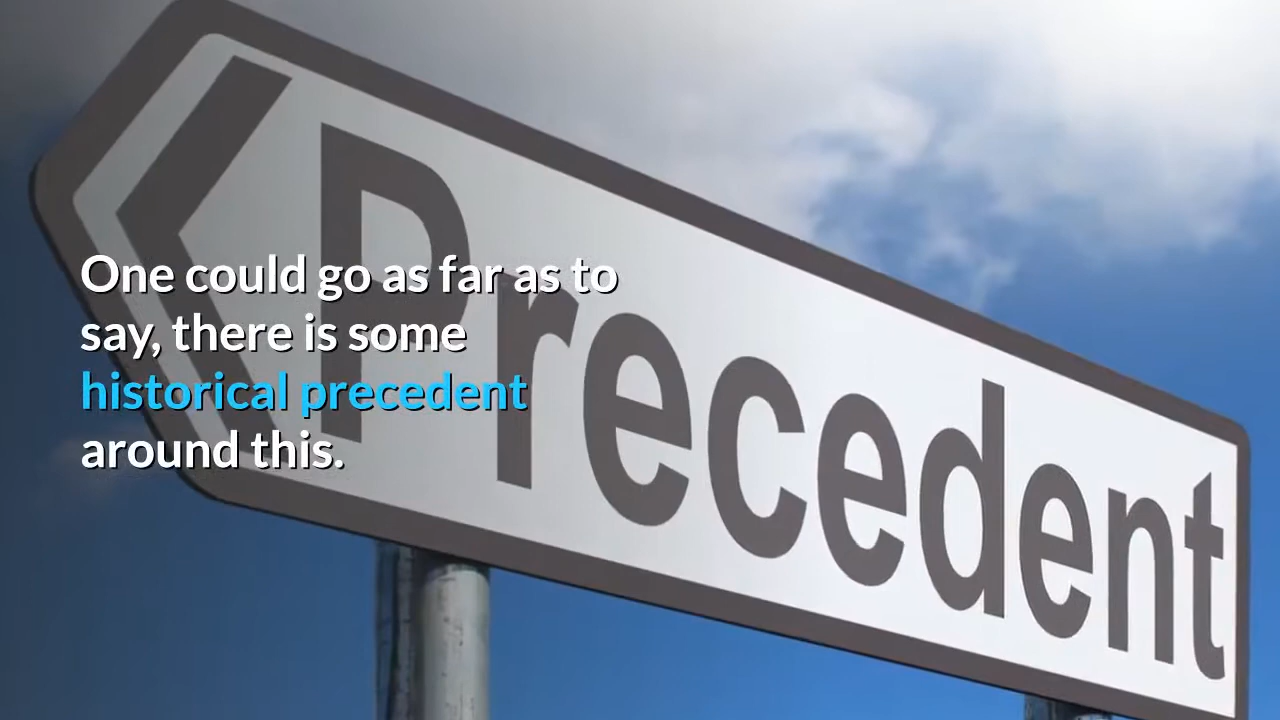 Precedent
One could go as far as to
say, there is some
historical precedent
around this.